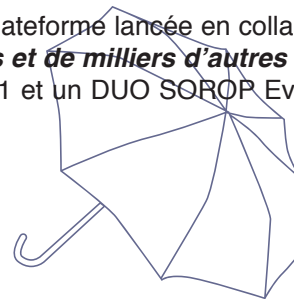 ateforme lancée en colla
s et de milliers d'autres
1 et un DUO SOROP Ev